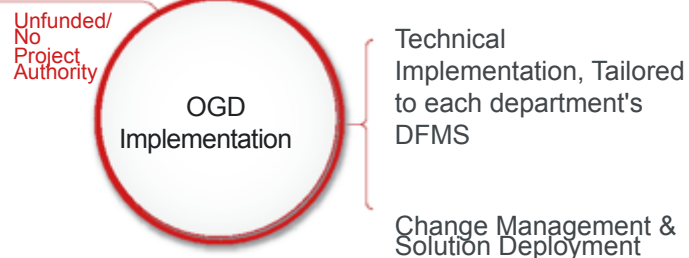 Unfunded/
No
Project
Authority
OGD
Implementation
Technical
Implementation, Tailored
to each department's
DFMS
Change Management &
Solution Deployment